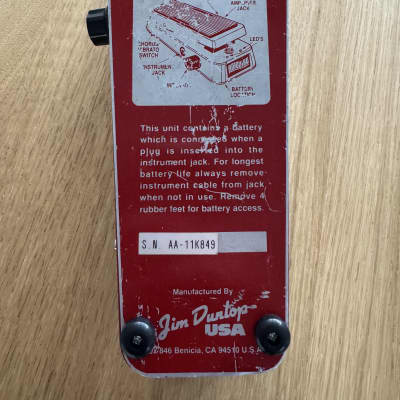 AMPLIFIER
JACK
CHORUS
VIBRATO
SWITCH
LED'S
INSTRUMENT
JACK
BATTERY
LOCATION
This unit contains a battery
which is connected when a
plug is inserted into the
instrument jack. For longest
battery life always remove
instrument cable from jack
when not in use. Remove 4
rubber feet for battery access.
S.N. AA-11K849
Manufactured By
Jim Dunlop
USA
846 Benicia, CA 94510 U.S.A.